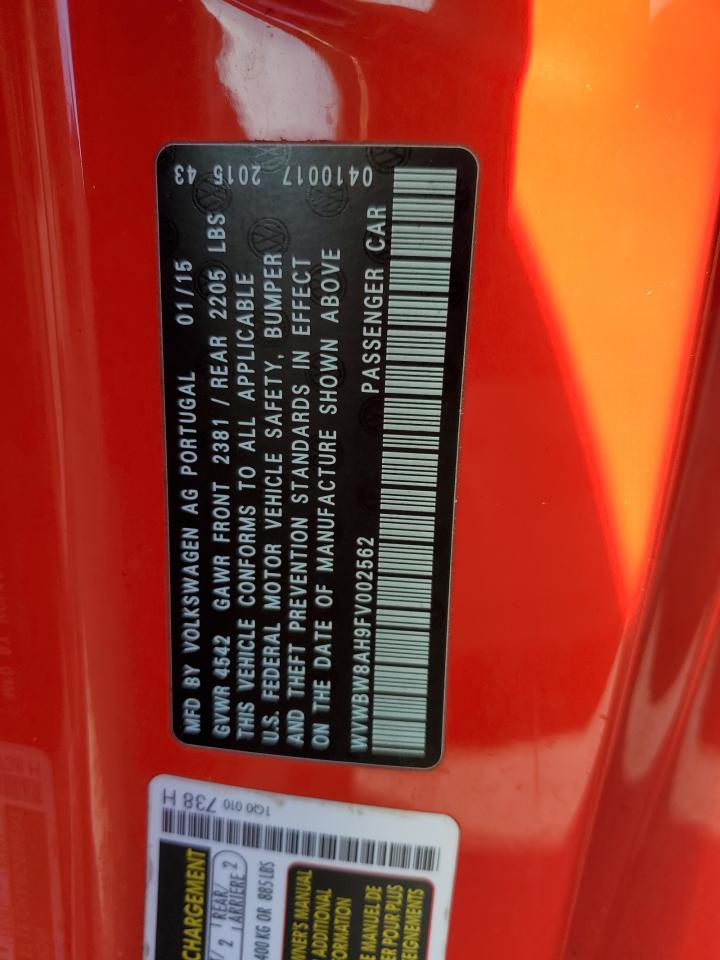 MFD BY VOLKSWAGEN AG PORTUGAL 01/15 43
GVWR 4542 GAWR FRONT 2381 / REAR 2205 LBS 2015
THIS VEHICLE CONFORMS TO ALL APPLICABLE
U.S. FEDERAL MOTOR VEHICLE SAFETY, BUMPER
AND THEFT PREVENTION STANDARDS IN EFFECT
ON THE DATE OF MANUFACTURE SHOWN ABOVE
0410017
WVWBW8AH9FV002562 PASSENGER CAR
1Q0 010 738 H
CHARGEMENT
2 REAR/ARRIERE 2
400 KG OR 885 LBS
OWNER'S MANUAL
ADDITIONAL
MANUEL DE
POUR PLUS